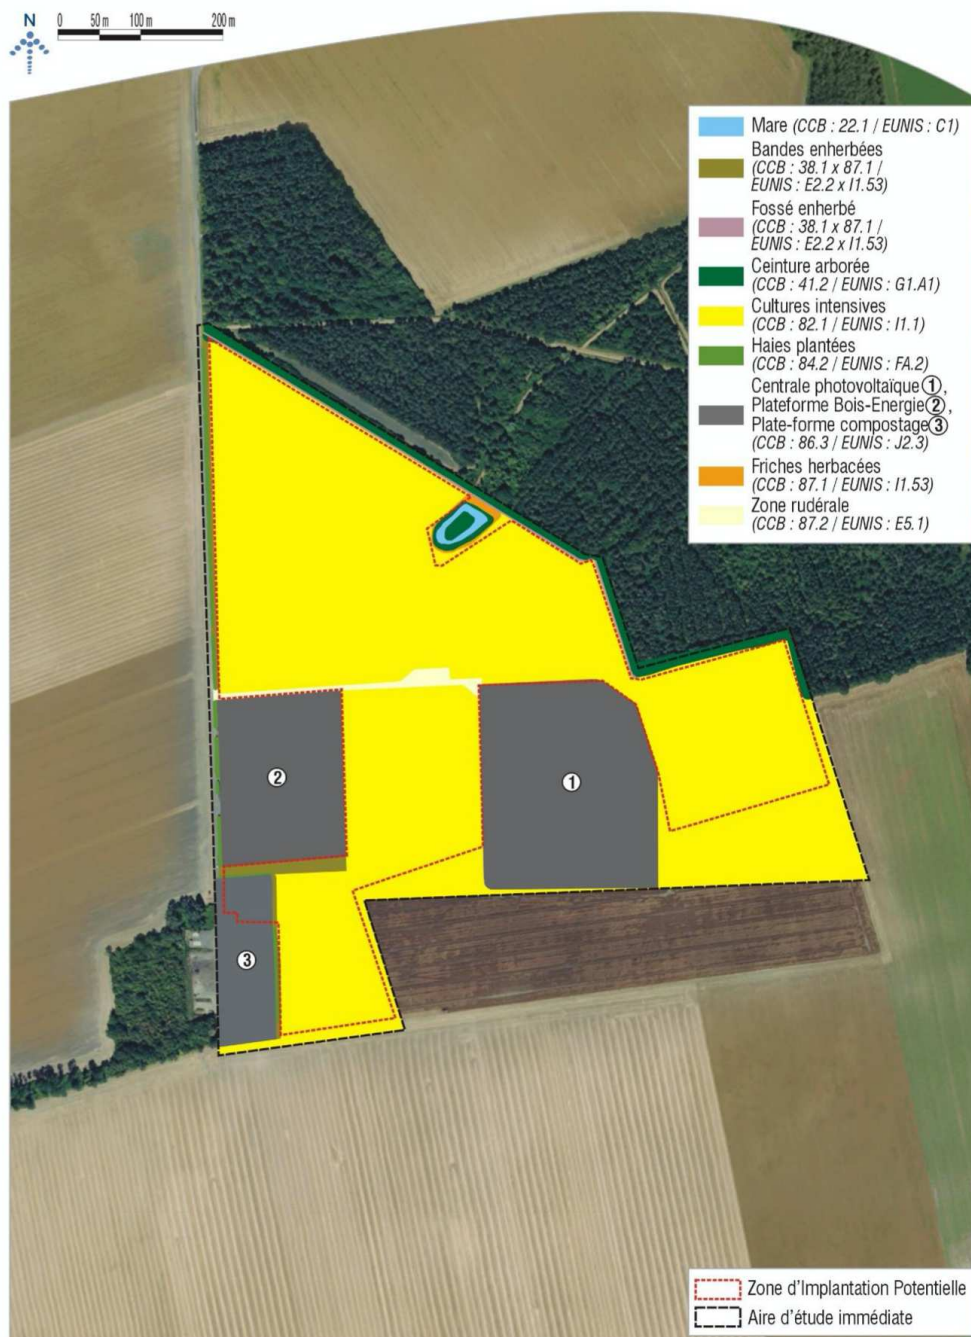 N
0 50 m 100 m 200 m
Mare (CCB : 22.1 / EUNIS : C1)
Bandes enherbées
(CCB : 38.1 x 87.1 /
EUNIS : E2.2 x I1.53)
Fossé enherbé
(CCB : 38.1 x 87.1 /
EUNIS : E2.2 x I1.53)
Ceinture arborée
(CCB : 41.2 / EUNIS : G1.A1)
Cultures intensives
(CCB : 82.1 / EUNIS : I1.1)
Haies plantées
(CCB : 84.2 / EUNIS : FA.2)
Centrale photovoltaïque①,
Plateforme Bois-Energie②,
Plate-forme compostage③
(CCB : 86.3 / EUNIS : J2.3)
Friches herbacées
(CCB : 87.1 / EUNIS : I1.53)
Zone rudérale
(CCB : 87.2 / EUNIS : E5.1)
②
①
③
Zone d'Implantation Potentielle
Aire d'étude immédiate